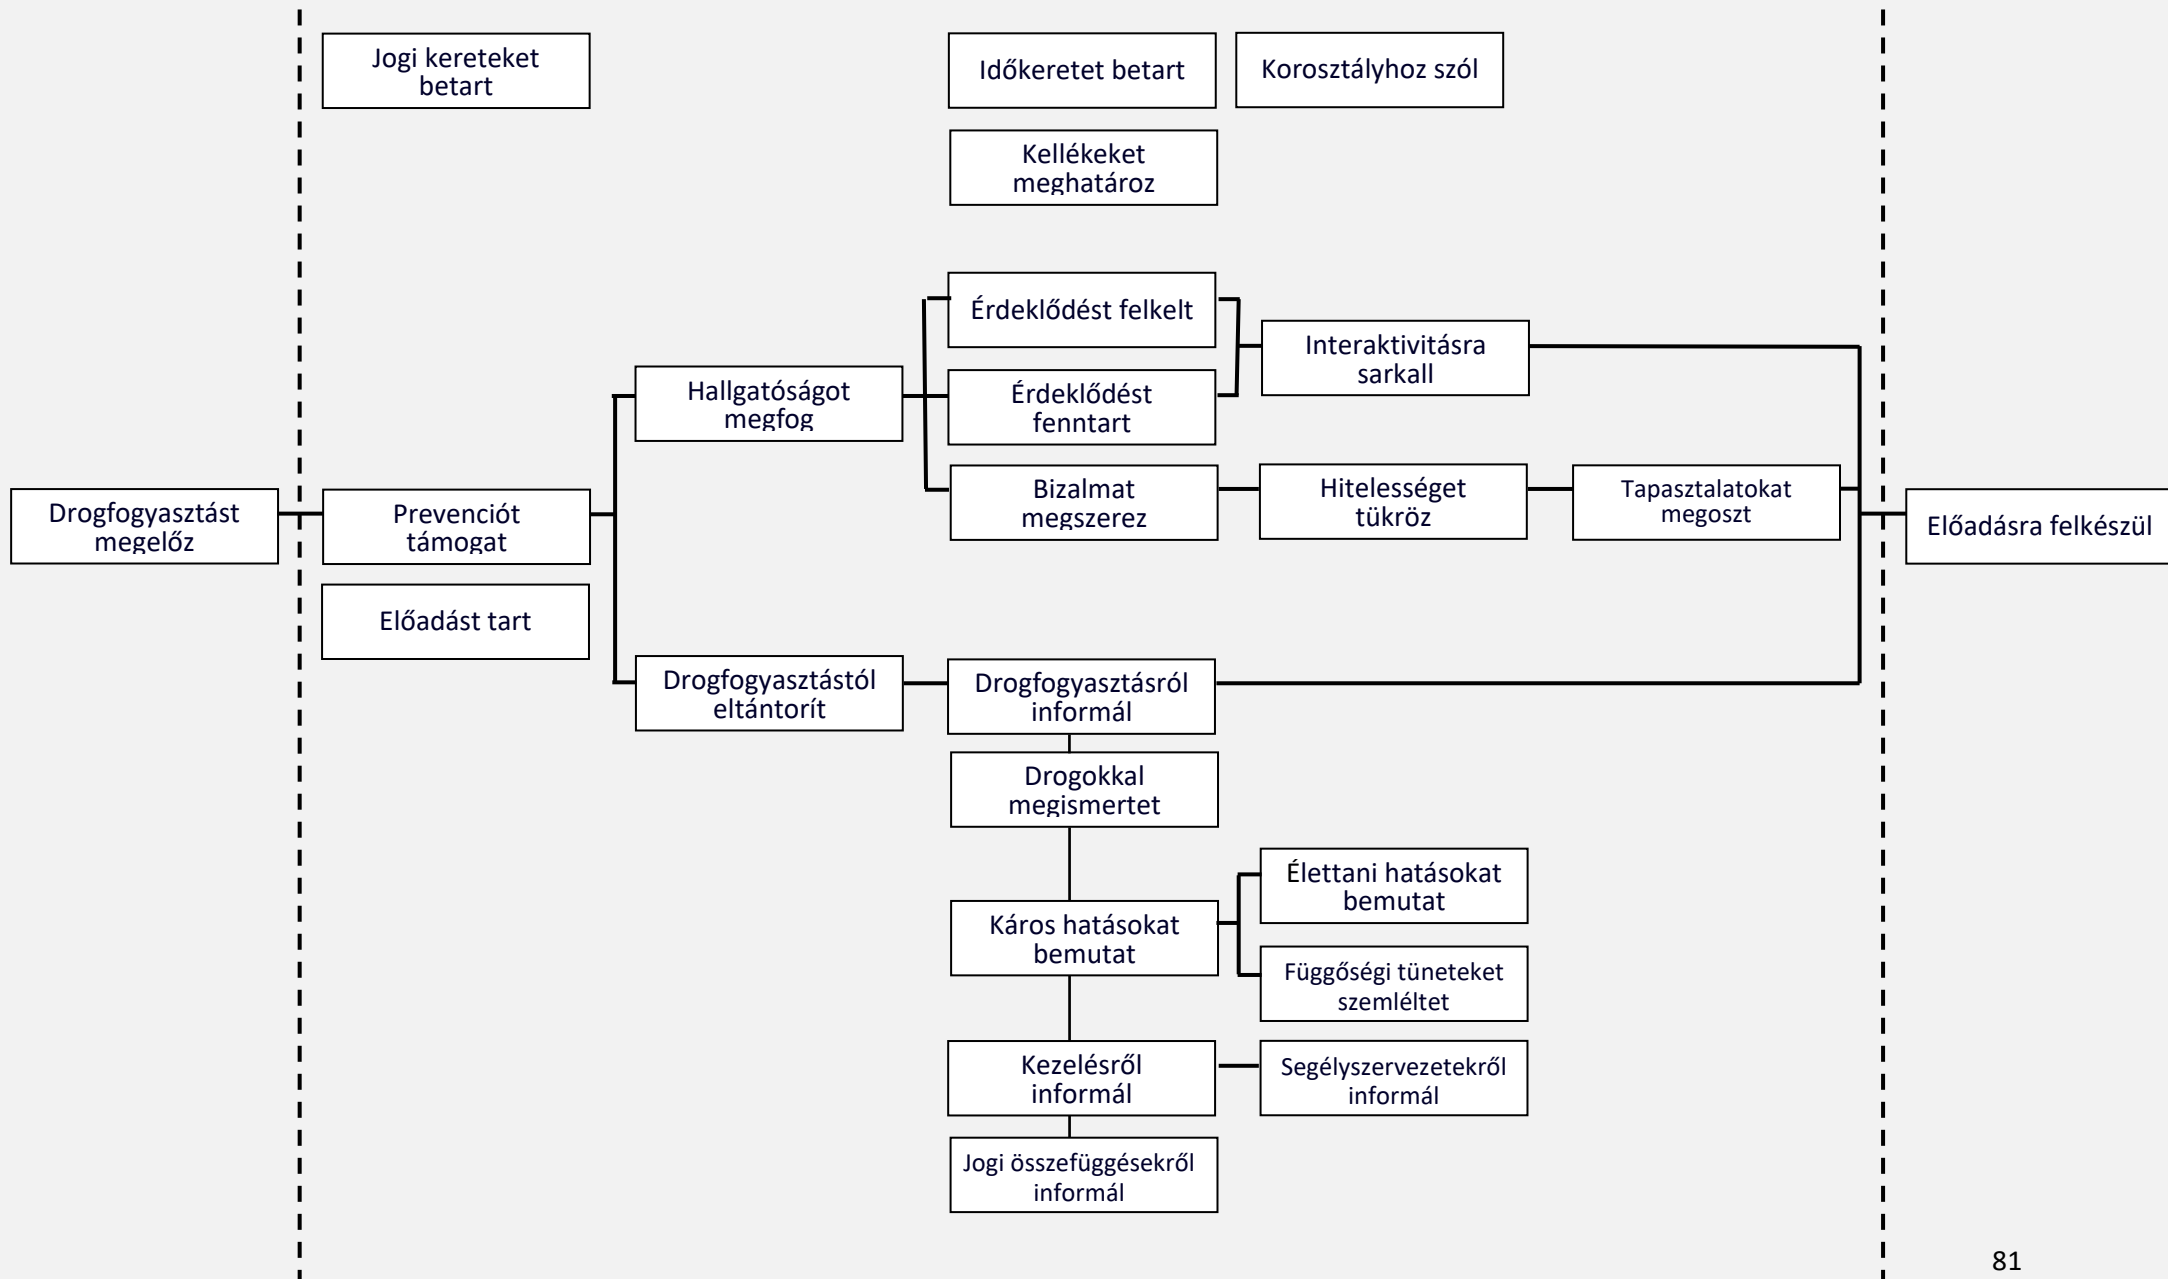 Jogi kereteket
betart
Időkeretet betart
Korosztályhoz szól
Kellékeket
meghatároz
Érdeklődést felkelt
Interaktivitásra
sarkall
Hallgatóságot
megfog
Érdeklődést
fenntart
Bizalmat
megszerez
Hitelességet
tükröz
Tapasztalatokat
megoszt
Drogfogyasztást
megelőz
Prevenciót
támogat
Előadásra felkészül
Előadást tart
Drogfogyasztástól
eltántorít
Drogfogyasztásról
informál
Drogokkal
megismertet
Élettani hatásokat
bemutat
Káros hatásokat
bemutat
Függőségi tüneteket
szemléltet
Kezelésről
informál
Segélyszervezetekről
informál
Jogi összefüggésekről
informál
81